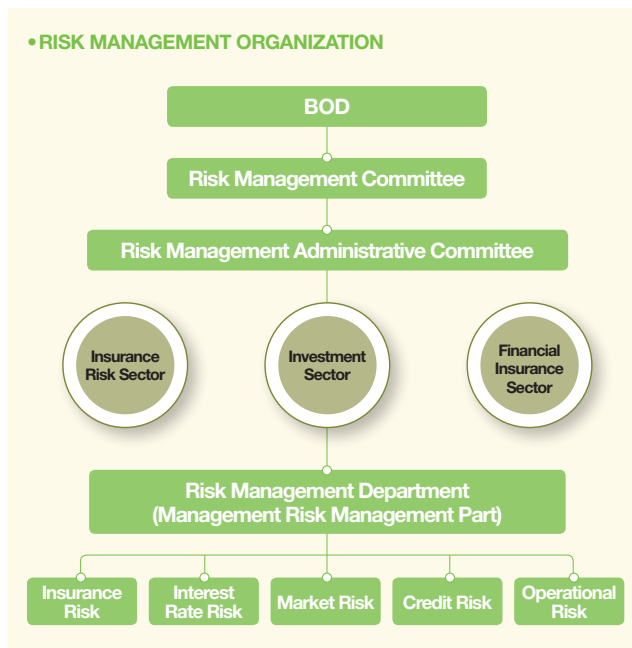 • RISK MANAGEMENT ORGANIZATION
BOD
Risk Management Committee
Risk Management Administrative Committee
Insurance
Risk Sector
Investment
Sector
Financial
Insurance
Sector
Risk Management Department
(Management Risk Management Part)
Insurance
Risk
Interest
Rate Risk
Market Risk
Credit Risk
Operational
Risk